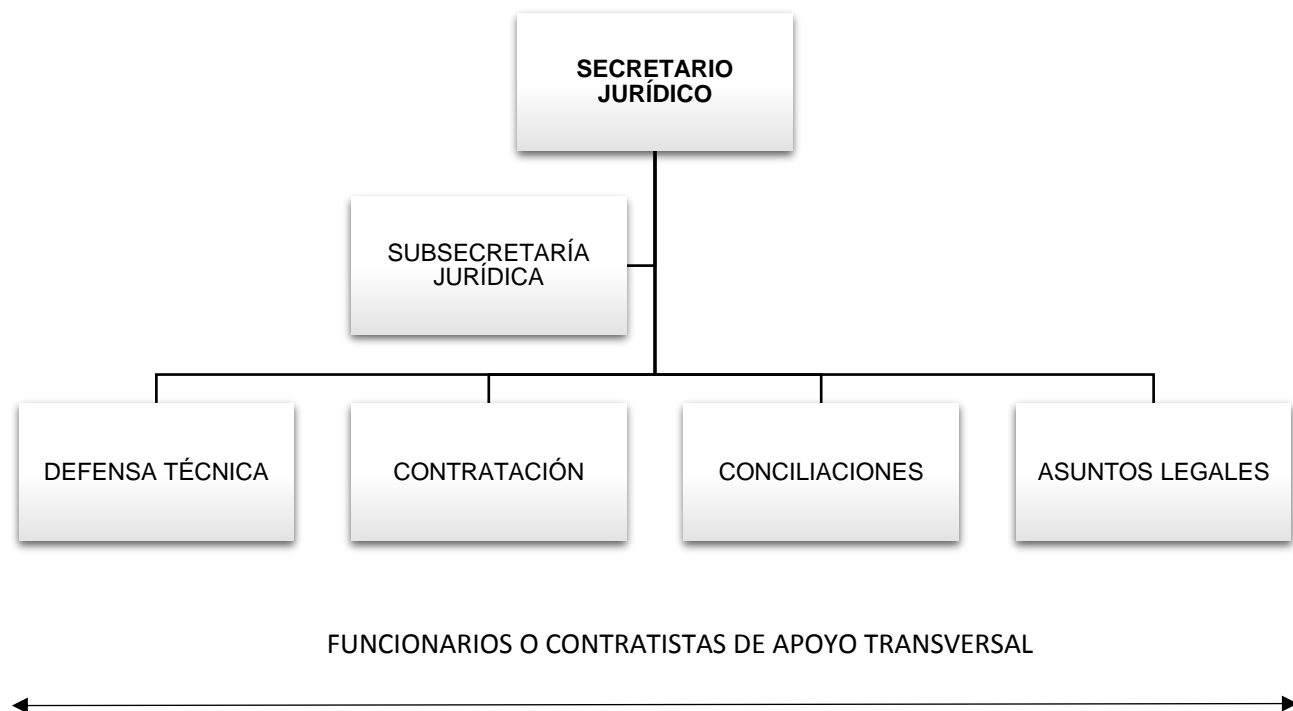 SECRETARIO
JURÍDICO
SUBSECRETARÍA
JURÍDICA
DEFENSA TÉCNICA
CONTRATACIÓN
CONCILIACIONES
ASUNTOS LEGALES
FUNCIONARIOS O CONTRATISTAS DE APOYO TRANSVERSAL